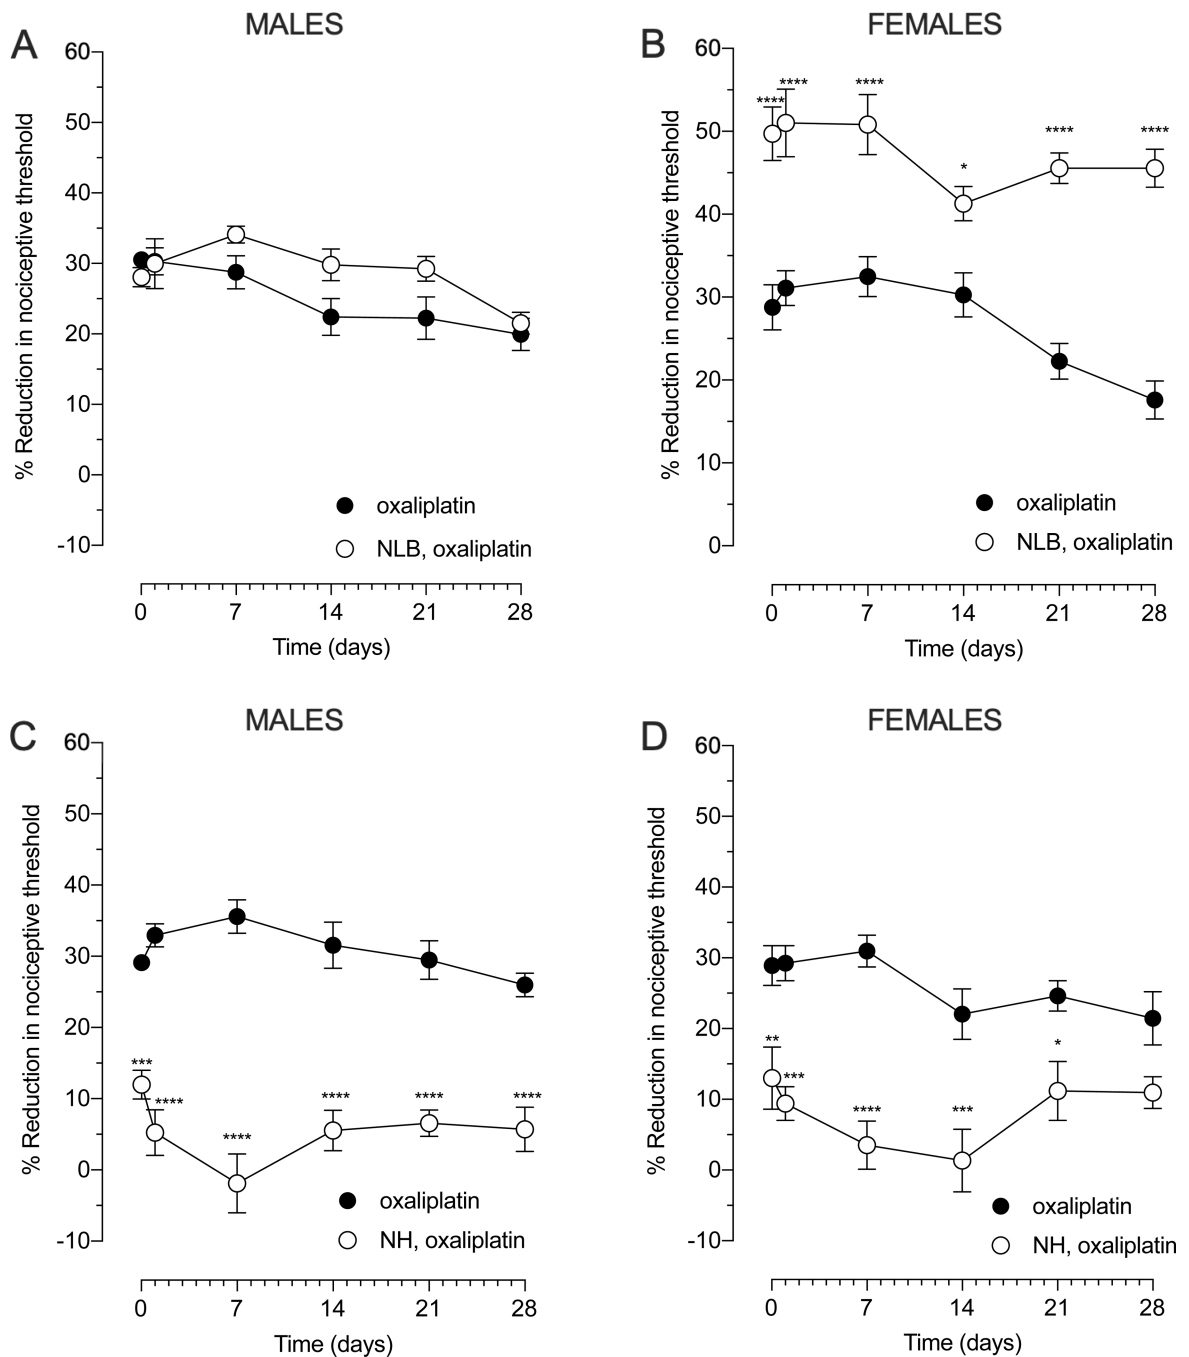 A
MALES
% Reduction in nociceptive threshold
60
50
40
30
20
10
0
-10
oxaliplatin
NLB, oxaliplatin
0 7 14 21 28
Time (days)
B
FEMALES
% Reduction in nociceptive threshold
60
50
40
30
20
10
0
**** **** ****
*
**** ****
oxaliplatin
NLB, oxaliplatin
0 7 14 21 28
Time (days)
C
MALES
% Reduction in nociceptive threshold
60
50
40
30
20
10
0
-10
***
****
****
**** **** ****
oxaliplatin
NH, oxaliplatin
0 7 14 21 28
Time (days)
D
FEMALES
% Reduction in nociceptive threshold
60
50
40
30
20
10
0
-10
**
***
****
***
*
oxaliplatin
NH, oxaliplatin
0 7 14 21 28
Time (days)